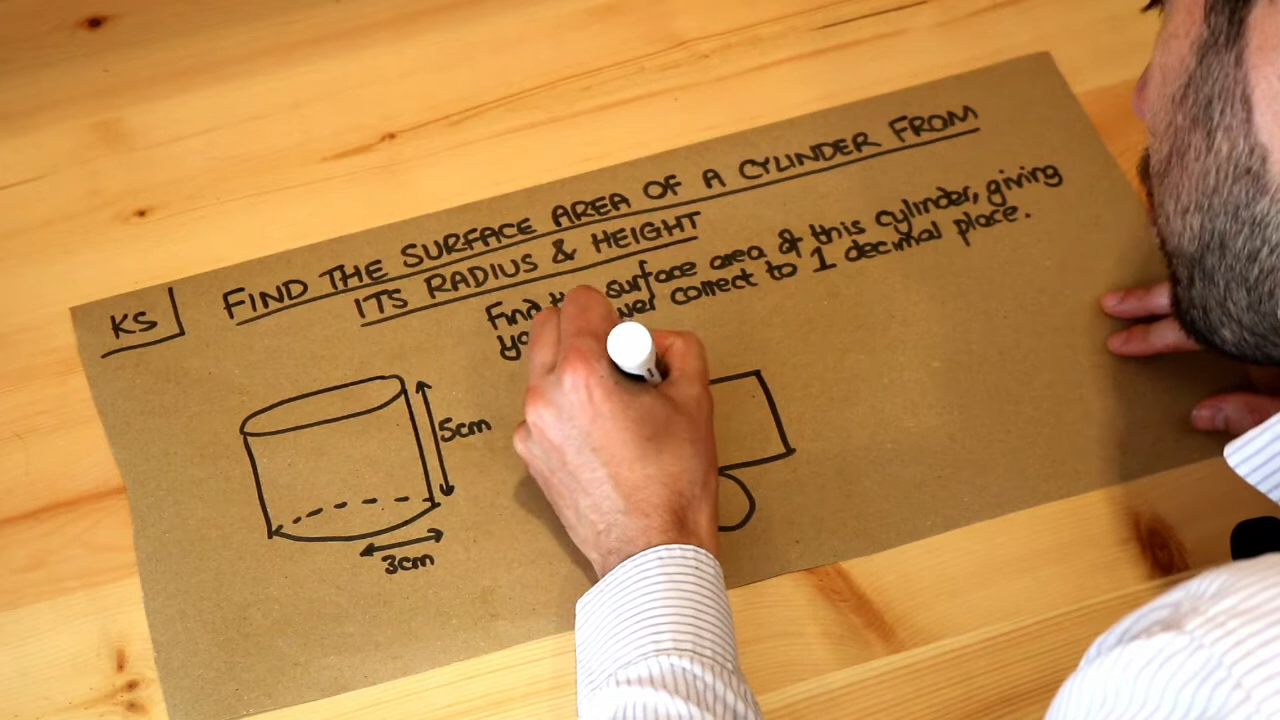 KS
FIND THE SURFACE AREA OF A CYLINDER FROM
ITS RADIUS & HEIGHT
Find surface area of this cylinder, giving
correct to 1 decimal place.
5cm
3cm